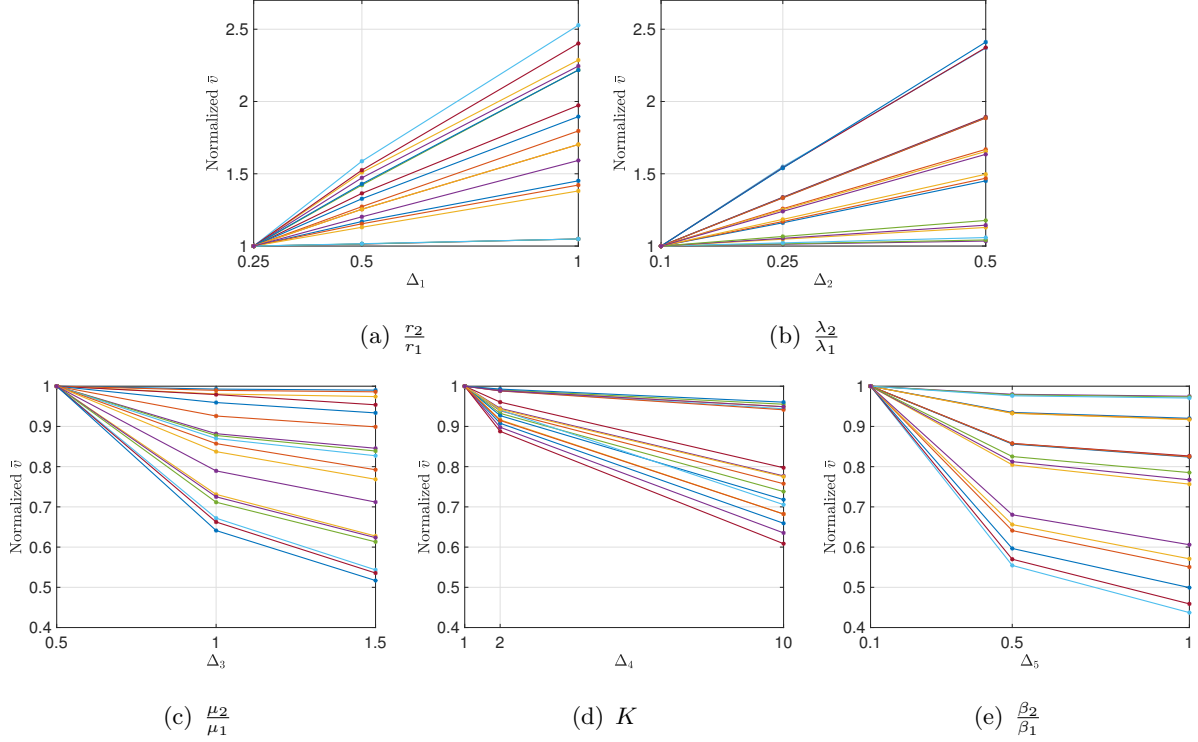 2.5
2
1.5
1
0.25
0.5
1
Normalized v̄
Δ₁
(a) r₂/r₁
2.5
2
1.5
1
0.1
0.25
0.5
Normalized v̄
Δ₂
(b) λ₂/λ₁
1
0.9
0.8
0.7
0.6
0.5
0.4
0.5
1
1.5
Normalized v̄
Δ₃
(c) μ₂/μ₁
1
0.9
0.8
0.7
0.6
0.5
0.4
1
2
10
Normalized v̄
Δ₄
(d) K
1
0.9
0.8
0.7
0.6
0.5
0.4
0.1
0.5
1
Normalized v̄
Δ₅
(e) β₂/β₁